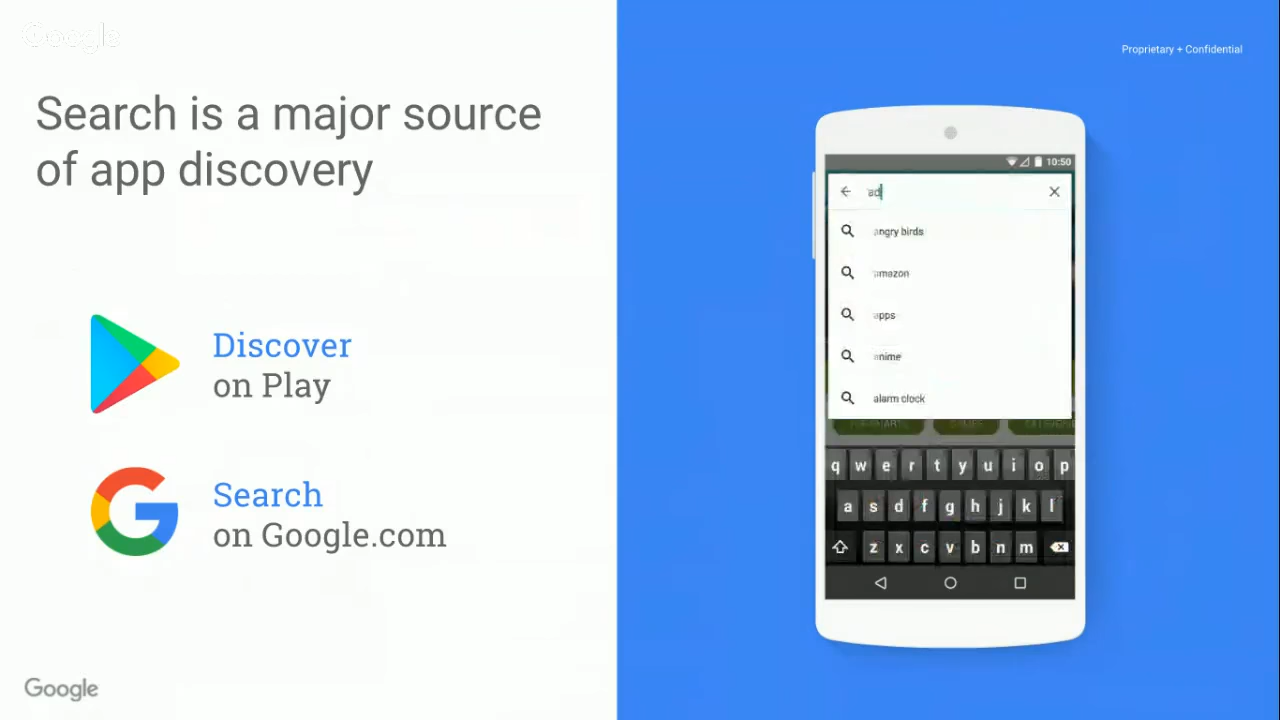 Google
Proprietary + Confidential
Search is a major source
of app discovery
Discover
on Play
Search
on Google.com
10:50
ad
angry birds
amazon
apps
anime
alarm clock
q w e r t y u i o p
a s d f g h j k l
z x c v b n m
Google